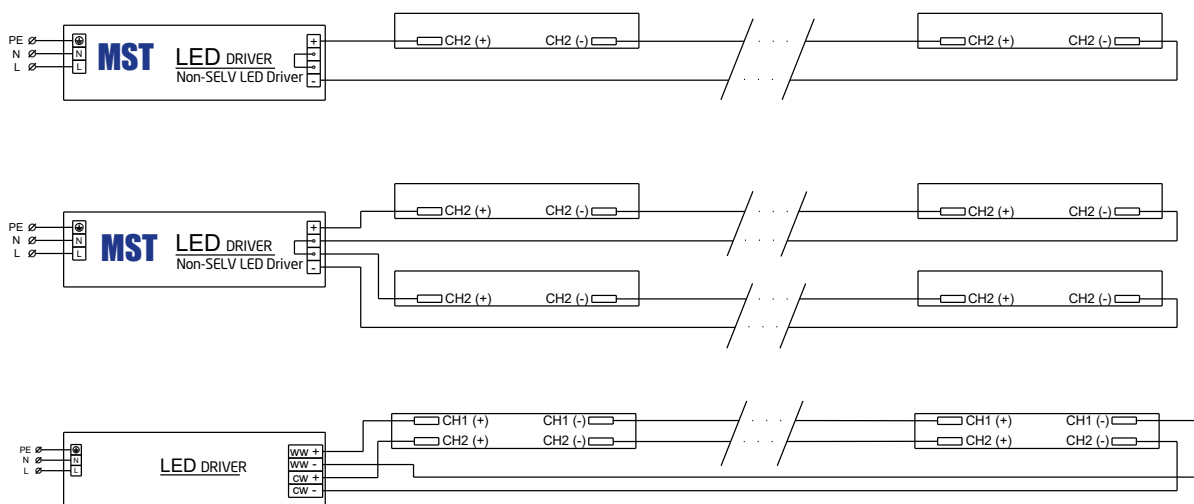 PE N L
MST LED DRIVER
Non-SELV LED Driver
+
-
CH2 (+) CH2 (-) CH2 (+) CH2 (-)
PE N L
N
L
MST LED DRIVER
Non-SELV LED Driver
+
-
CH2 (+) CH2 (-) CH2 (+) CH2 (-)
CH2 (+) CH2 (-) CH2 (+) CH2 (-)
PE N L
N
L
LED DRIVER
WW +
WW -
CW +
CW -
CH1 (+) CH1 (-) CH1 (+) CH1 (-)
CH2 (+) CH2 (-) CH2 (+) CH2 (-)